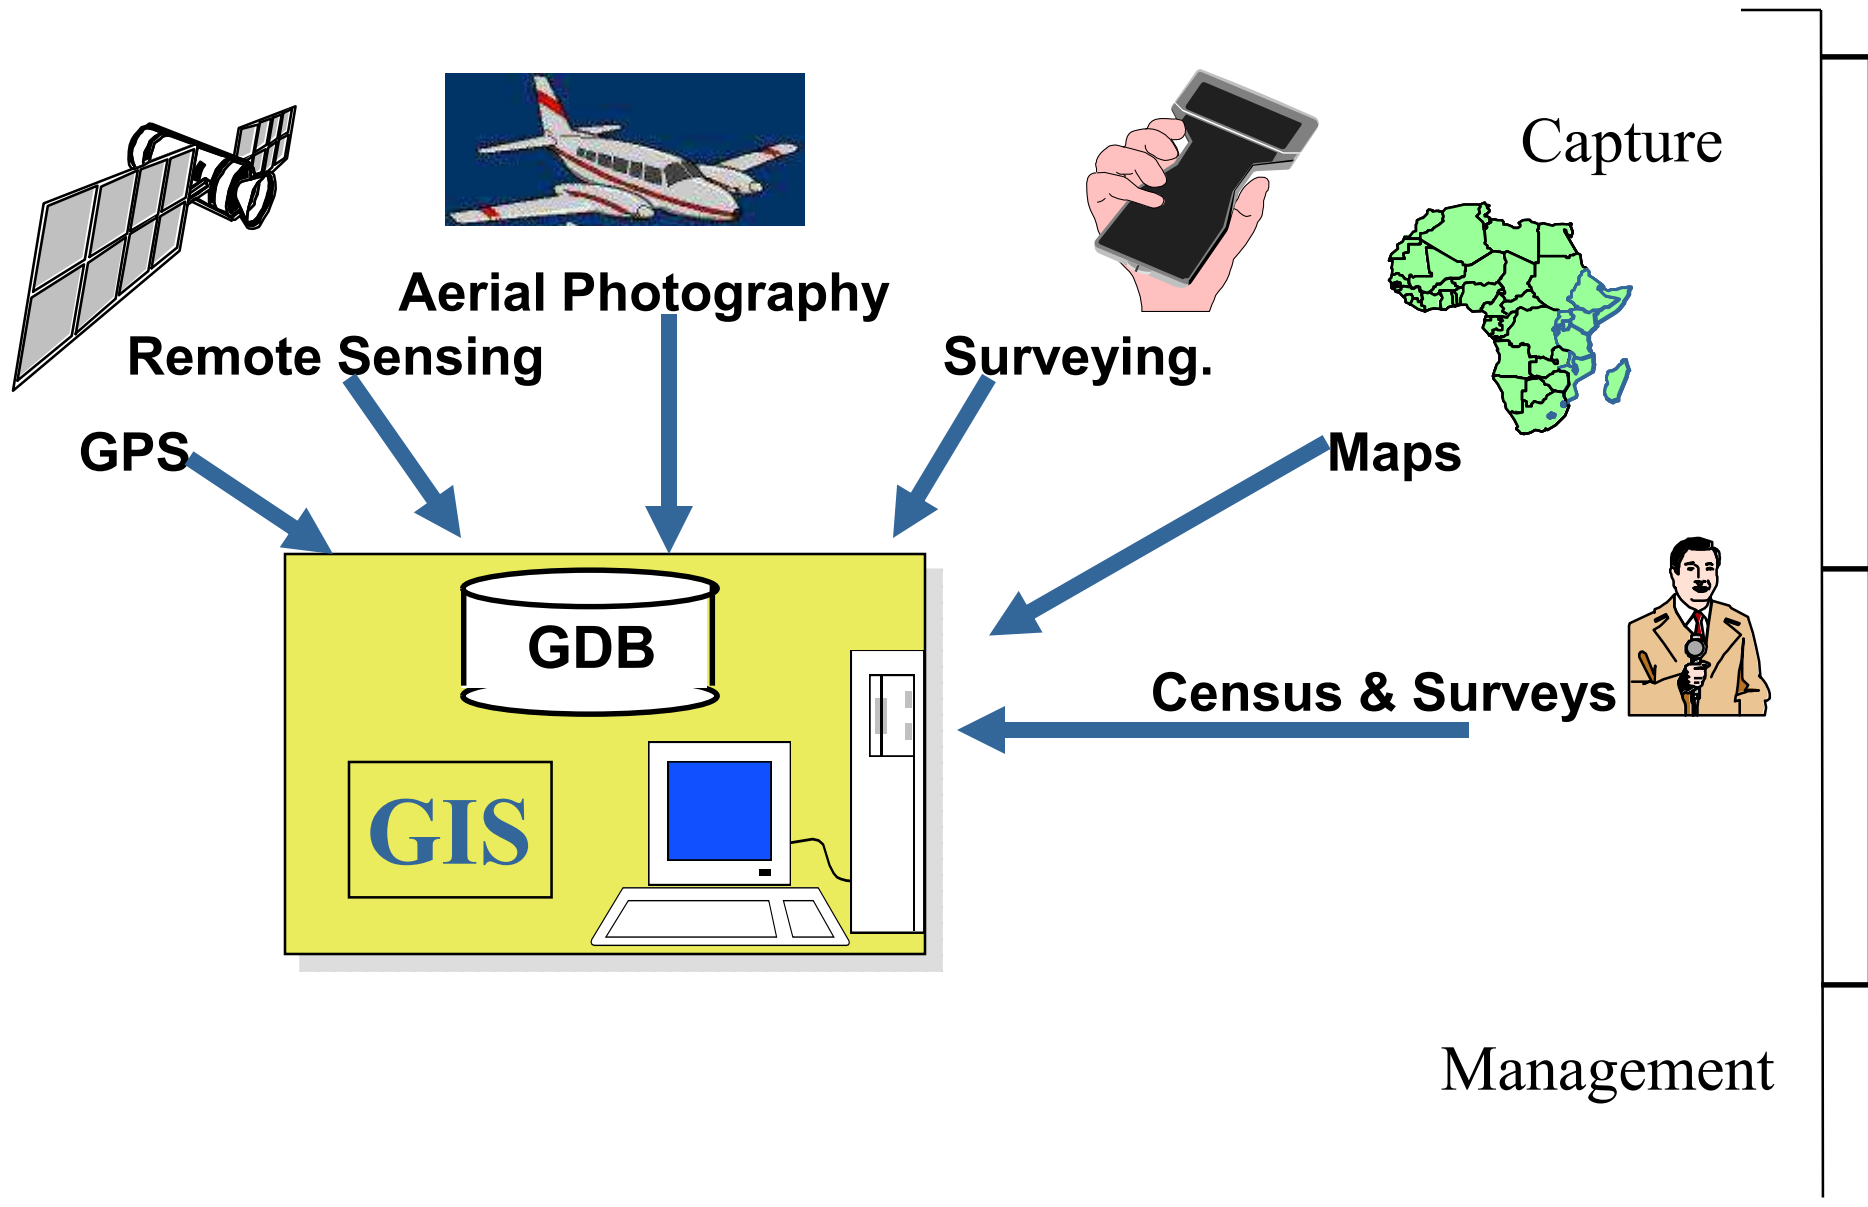 Capture
Aerial Photography
Remote Sensing
Surveying.
GPS
Maps
GDB
Census & Surveys
GIS
Management